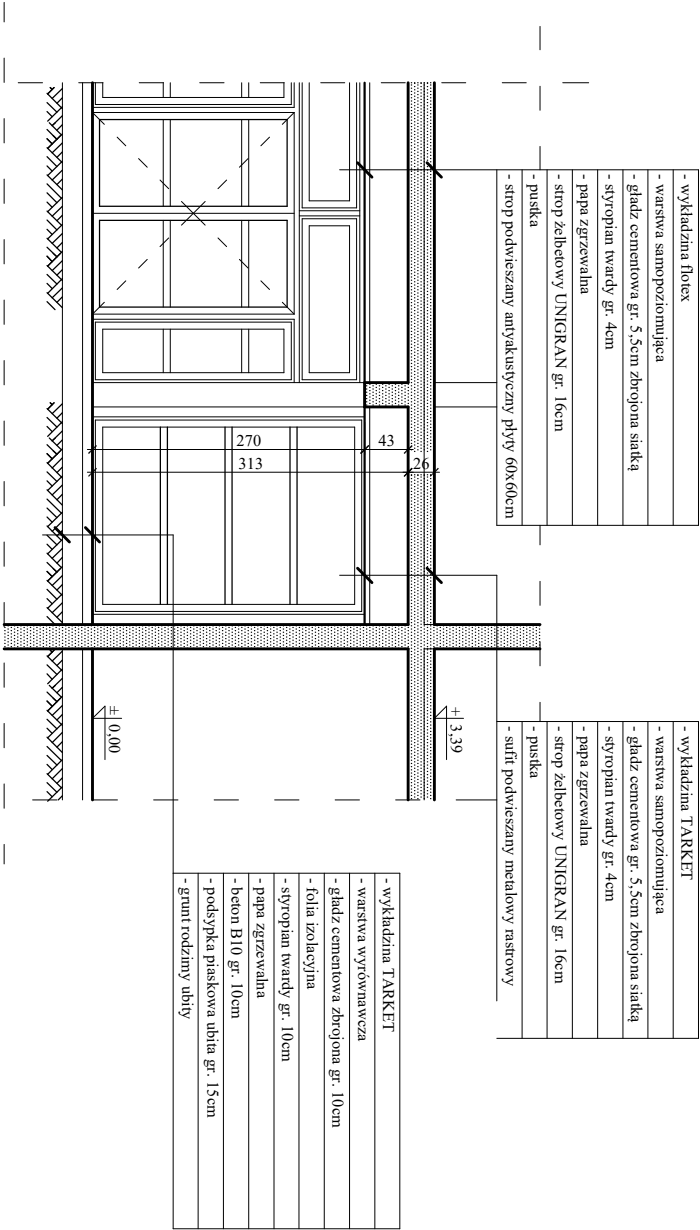 - wykładzina flotex
- warstwa samopoziomująca
- gładz cementowa gr. 5,5cm zbrojona siatką
- styropian twardy gr. 4cm
- papa zgrzewalna
- strop żelbetowy UNIGRAN gr. 16cm
- pustka
- strop podwieszany antyakustyczny płyty 60x60cm
- wykładzina TARKET
- warstwa samopoziomująca
- gładz cementowa gr. 5,5cm zbrojona siatką
- styropian twardy gr. 4cm
- papa zgrzewalna
- strop żelbetowy UNIGRAN gr. 16cm
- pustka
- sufit podwieszany metalowy rastrowy
270
43
313
26
+ 3,39
± 0,00
- wykładzina TARKET
- warstwa wyrównawcza
- gładz cementowa zbrojona gr. 10cm
- folia izolacyjna
- styropian twardy gr. 10cm
- papa zgrzewalna
- beton B10 gr. 10cm
- podsypka piaskowa ubita gr. 15cm
- grunt rodzimy ubity